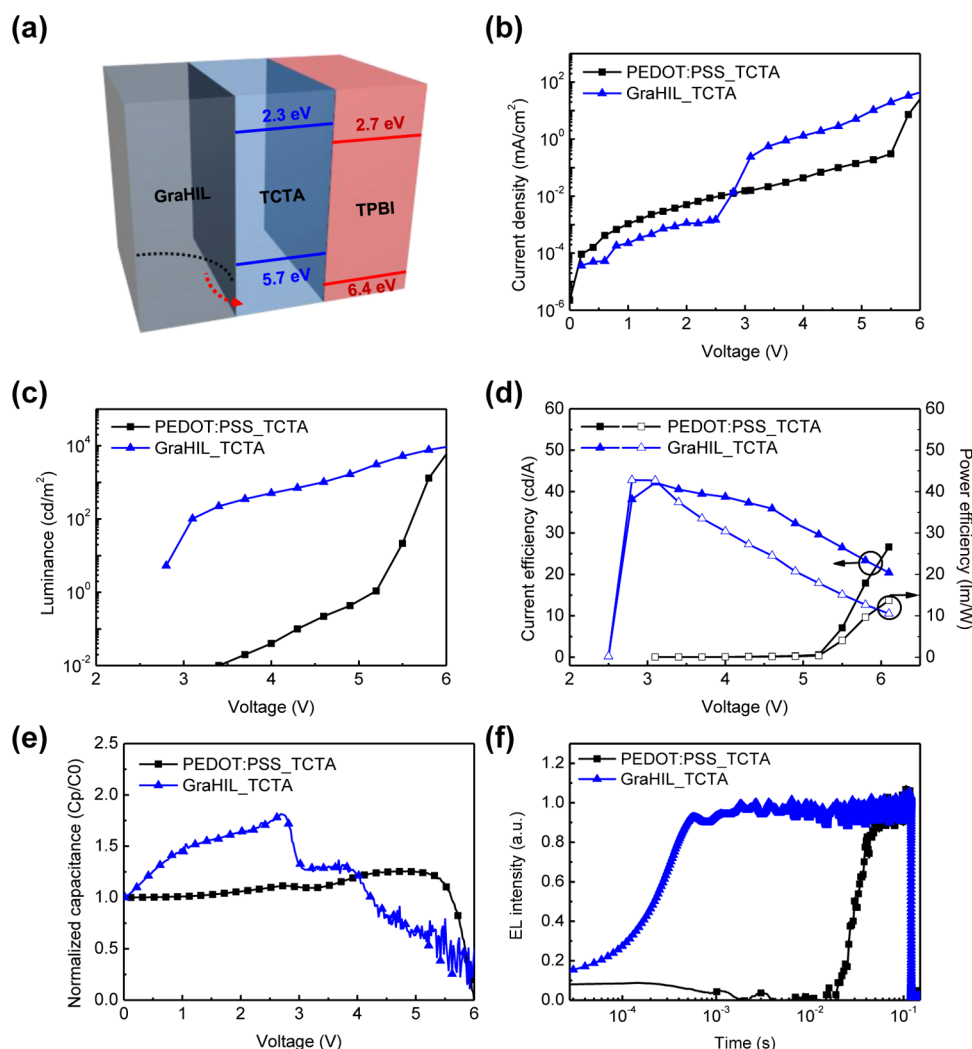 (a)
2.3 eV
2.7 eV
GraHIL
TCTA
TPBI
5.7 eV
6.4 eV
(b)
PEDOT:PSS_TCTA
GraHIL_TCTA
Current density (mA/cm²)
10²
10⁰
10⁻²
10⁻⁴
10⁻⁶
0 1 2 3 4 5 6
Voltage (V)
(c)
PEDOT:PSS_TCTA
GraHIL_TCTA
Luminance (cd/m²)
10⁴
10²
10⁰
10⁻²
2 3 4 5 6
Voltage (V)
(d)
PEDOT:PSS_TCTA
GraHIL_TCTA
Current efficiency (cd/A)
60
50
40
30
20
10
0
2 3 4 5 6
Voltage (V)
60
50
40
30
20
10
0
Power efficiency (lm/W)
(e)
PEDOT:PSS_TCTA
GraHIL_TCTA
Normalized capacitance (Cp/C0)
2.5
2.0
1.5
1.0
0.5
0.0
0 1 2 3 4 5 6
Voltage (V)
(f)
PEDOT:PSS_TCTA
GraHIL_TCTA
EL intensity (a.u.)
1.2
1.0
0.8
0.6
0.4
0.2
0.0
10⁻⁴ 10⁻³ 10⁻² 10⁻¹
Time (s)